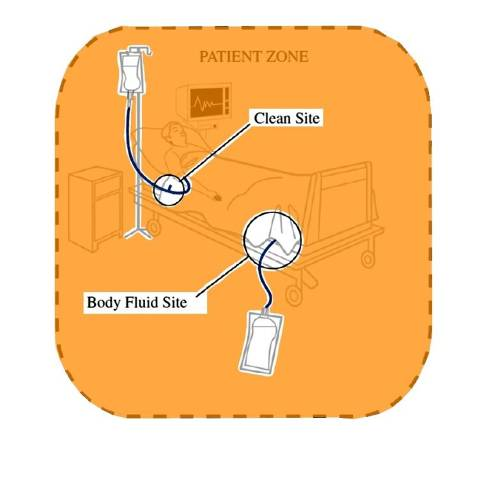 PATIENT ZONE
Clean Site
Body Fluid Site